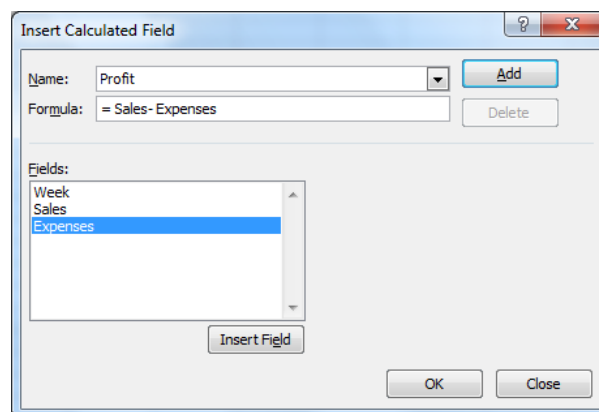 Insert Calculated Field
? X
Name: Profit Add
Formula: = Sales- Expenses Delete
Fields:
Week
Sales
Expenses
Insert Field
OK Close